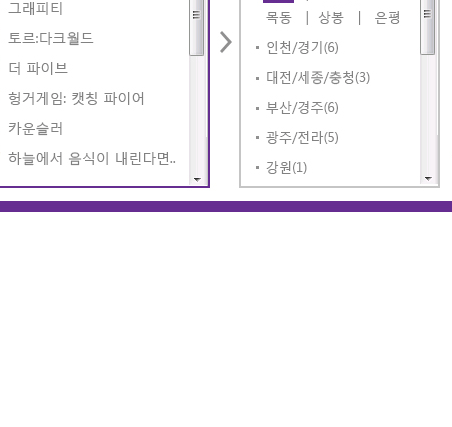 그래피티
토르:다크월드
더 파이브
헝거게임: 캣칭 파이어
카운슬러
하늘에서 음식이 내린다면..
목동 | 상봉 | 은평
인천/경기(6)
대전/세종/충청(3)
부산/경주(6)
광주/전라(5)
강원(1)